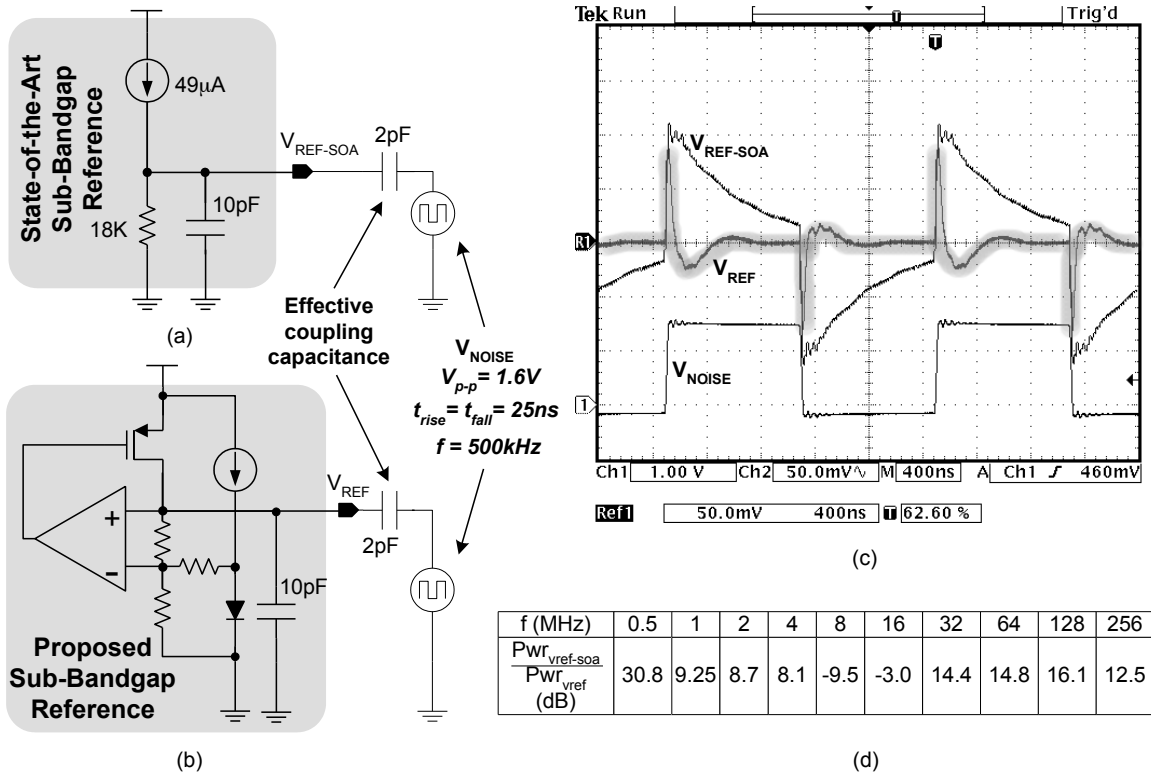 State-of-the-Art
Sub-Bandgap
Reference
49μA
18K
10pF
V_REF-SOA
2pF
(a)
Effective
coupling
capacitance
V_NOISE
V_p-p = 1.6V
t_rise = t_fall = 25ns
f = 500kHz
V_REF
2pF
+
-
10pF
Proposed
Sub-Bandgap
Reference
(b)
Tek Run
T
Trig'd
T
V_REF-SOA
R1
V_REF
V_NOISE
1
Ch1 1.00 V Ch2 50.0mV∿ M 400ns A Ch1 ƒ 460mV
Ref1 50.0mV 400ns T 62.60 %
(c)
f (MHz) 0.5 1 2 4 8 16 32 64 128 256
Pwr_vref-soa
Pwr_vref
(dB)
30.8 9.25 8.7 8.1 -9.5 -3.0 14.4 14.8 16.1 12.5
(d)